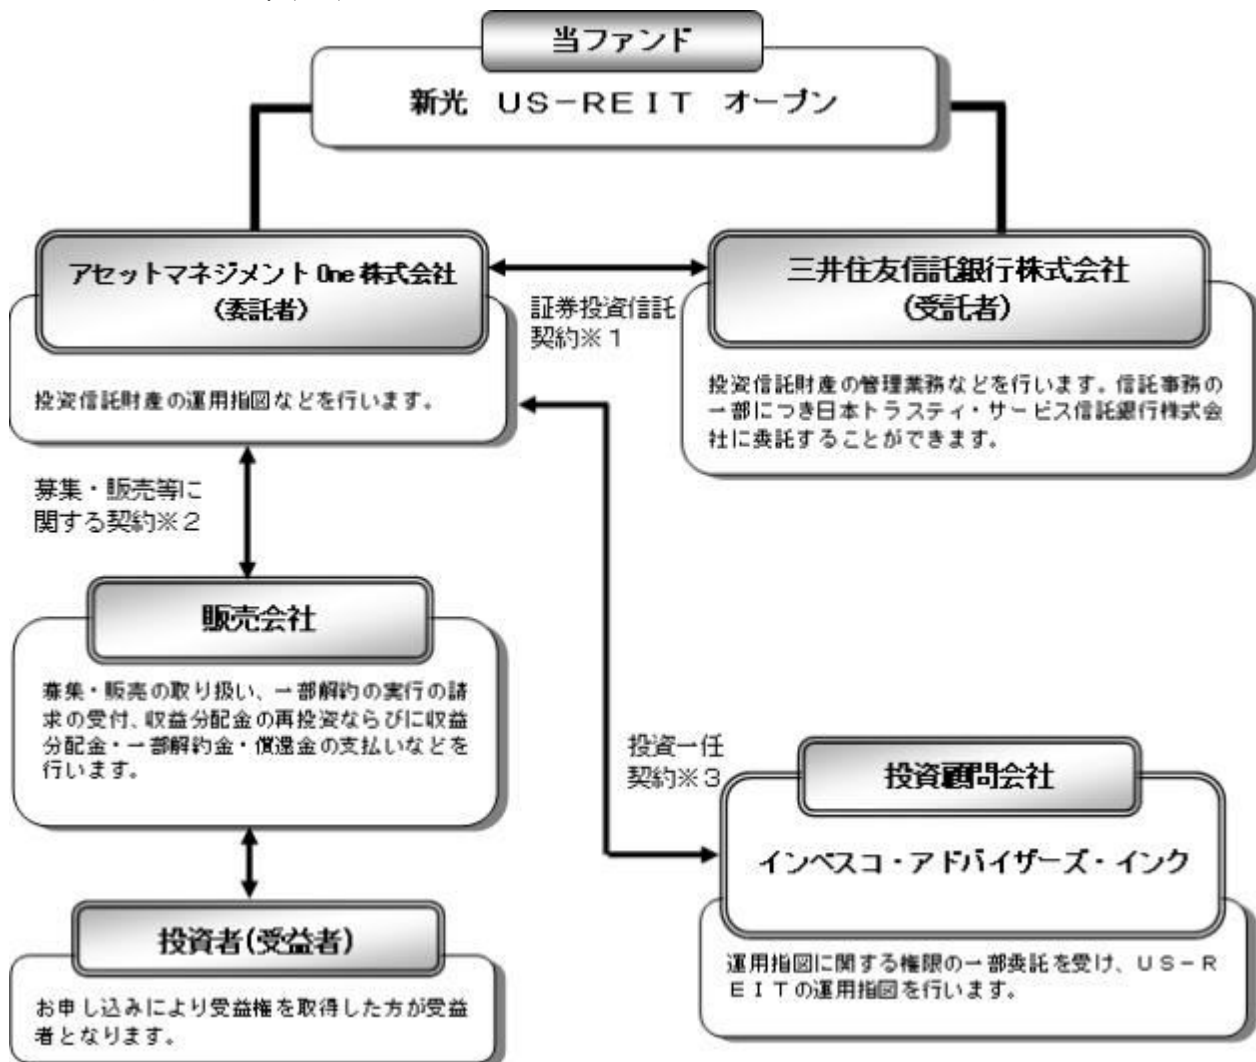 当ファンド
新光 US-REIT オープン
アセットマネジメントOne株式会社
(委託者)
投資信託財産の運用指図などを行います。
証券投資信託
契約※1
三井住友信託銀行株式会社
(受託者)
投資信託財産の管理業務などを行います。信託事務の
一部につき日本トラスティ・サービス信託銀行株式会
社に委託することができます。
募集・販売等に
関する契約※2
販売会社
募集・販売の取り扱い、一部解約の実行の請
求の受付、収益分配金の再投資ならびに収益
分配金・一部解約金・償還金の支払いなどを
行います。
投資一任
契約※3
投資顧問会社
インベスコ・アドバイザーズ・インク
運用指図に関する権限の一部委託を受け、US-R
EITの運用指図を行います。
投資者(受益者)
お申し込みにより受益権を取得した方が受益
者となります。